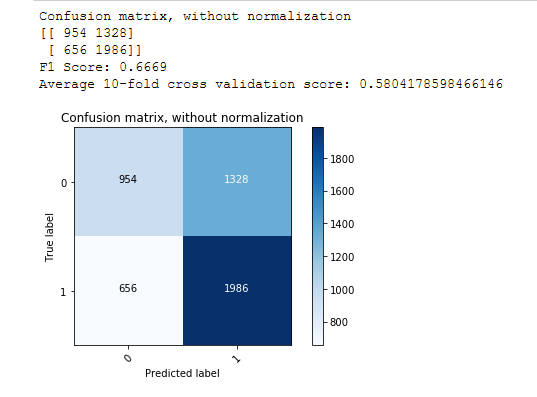 Confusion matrix, without normalization
[[ 954 1328]
 [ 656 1986]]
F1 Score: 0.6669
Average 10-fold cross validation score: 0.5804178598466146
Confusion matrix, without normalization
0
954
1328
1
656
1986
True label
0
1
Predicted label
1800
1600
1400
1200
1000
800